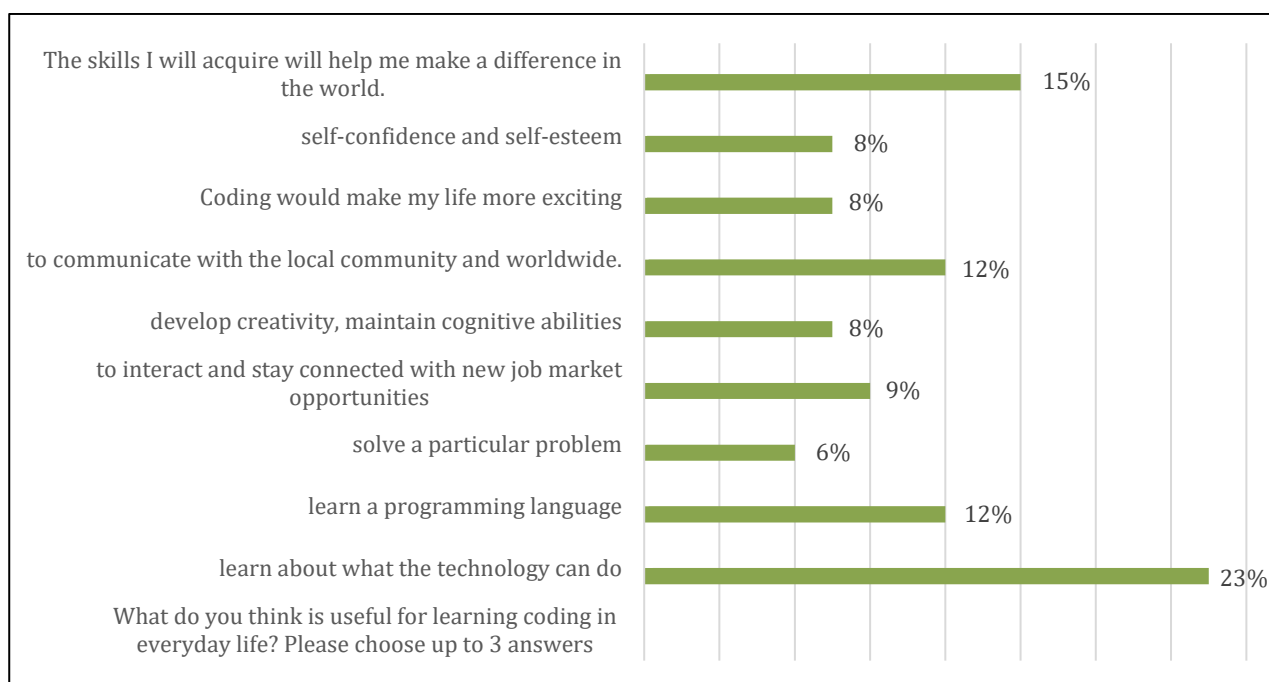 The skills I will acquire will help me make a difference in
the world.
15%
self-confidence and self-esteem
8%
Coding would make my life more exciting
8%
to communicate with the local community and worldwide.
12%
develop creativity, maintain cognitive abilities
8%
to interact and stay connected with new job market
opportunities
9%
solve a particular problem
6%
learn a programming language
12%
learn about what the technology can do
23%
What do you think is useful for learning coding in
everyday life? Please choose up to 3 answers